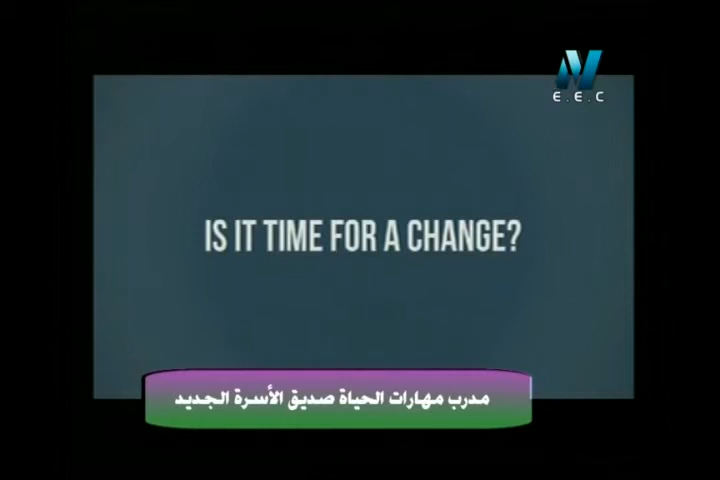 E.E.C
IS IT TIME FOR A CHANGE?
مدرب مهارات الحياة صديق الأسرة الجديد